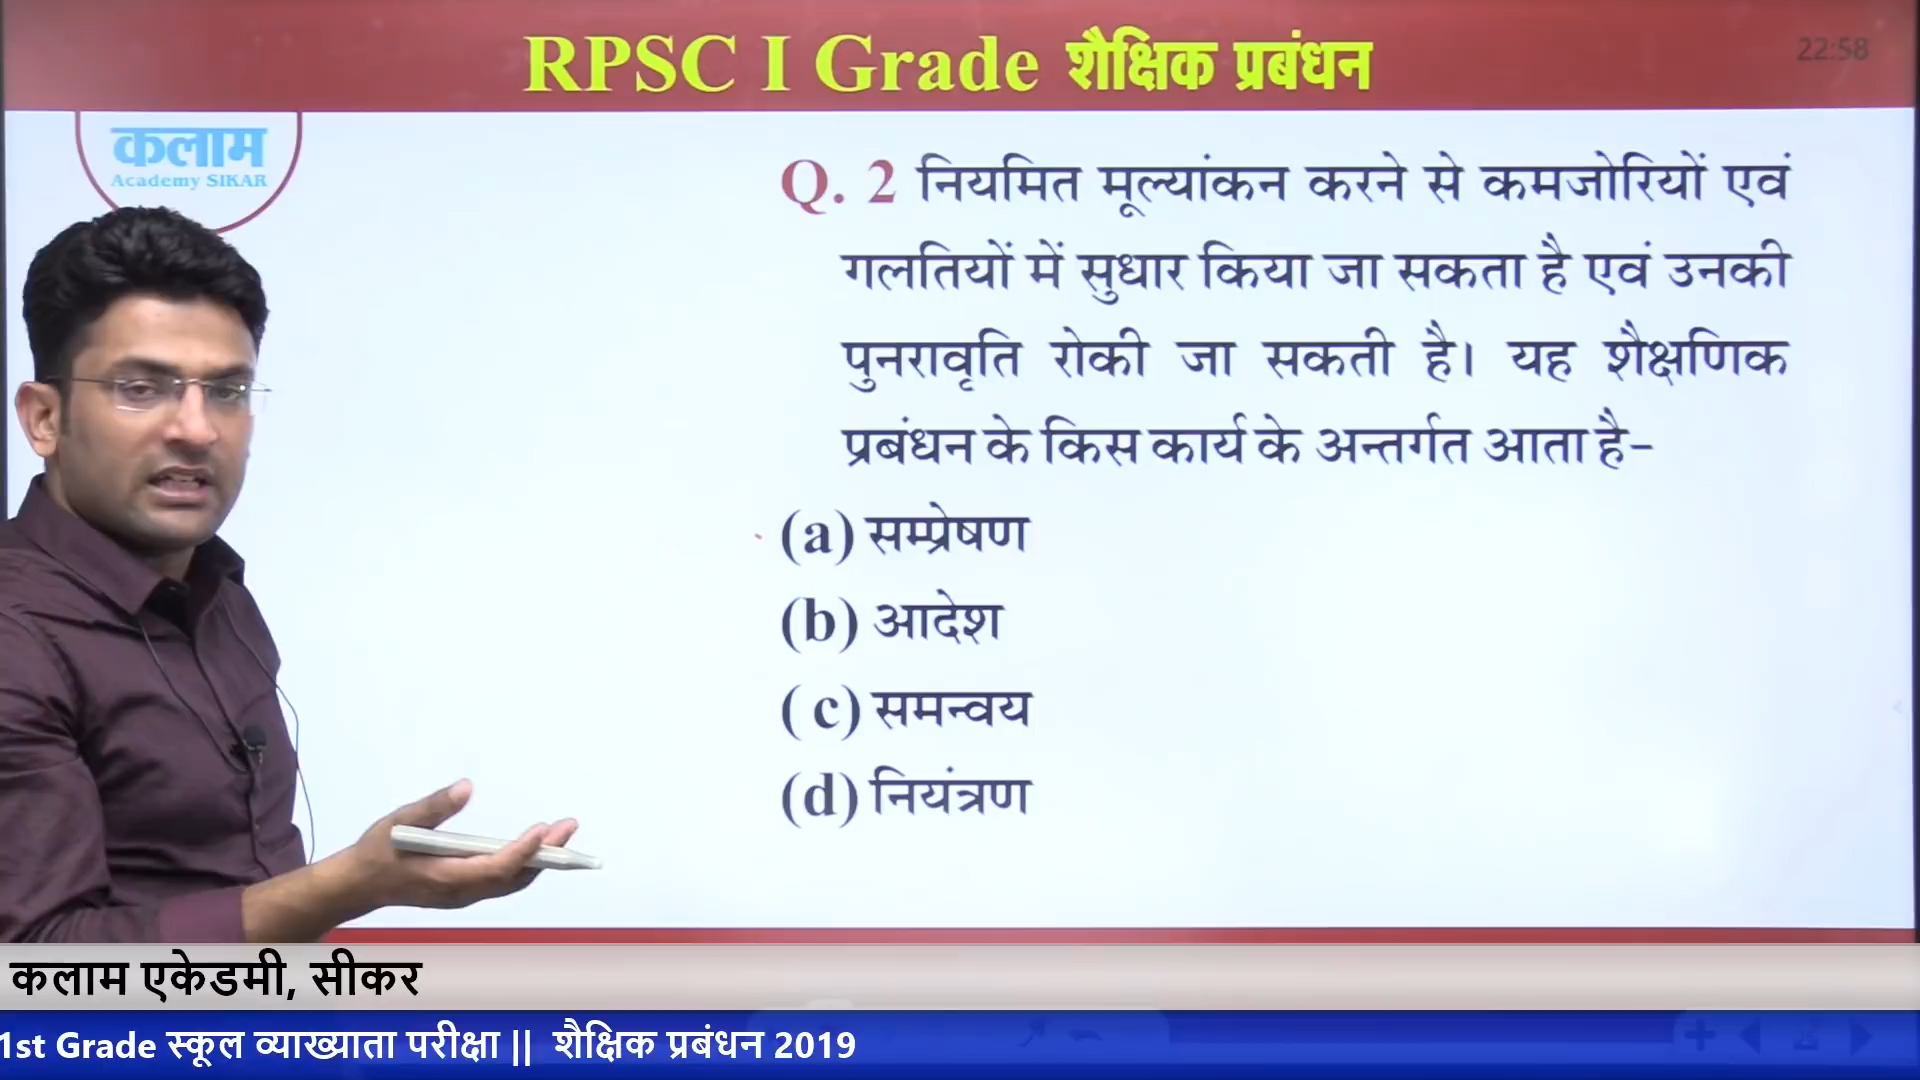 RPSC I Grade शैक्षिक प्रबंधन
22:58
कलाम
Academy SIKAR
Q. 2 नियमित मूल्यांकन करने से कमजोरियों एवं
गलतियों में सुधार किया जा सकता है एवं उनकी
पुनरावृति रोकी जा सकती है। यह शैक्षणिक
प्रबंधन के किस कार्य के अन्तर्गत आता है-
(a) सम्प्रेषण
(b) आदेश
( c) समन्वय
(d) नियंत्रण
कलाम एकेडमी, सीकर
1st Grade स्कूल व्याख्याता परीक्षा || शैक्षिक प्रबंधन 2019